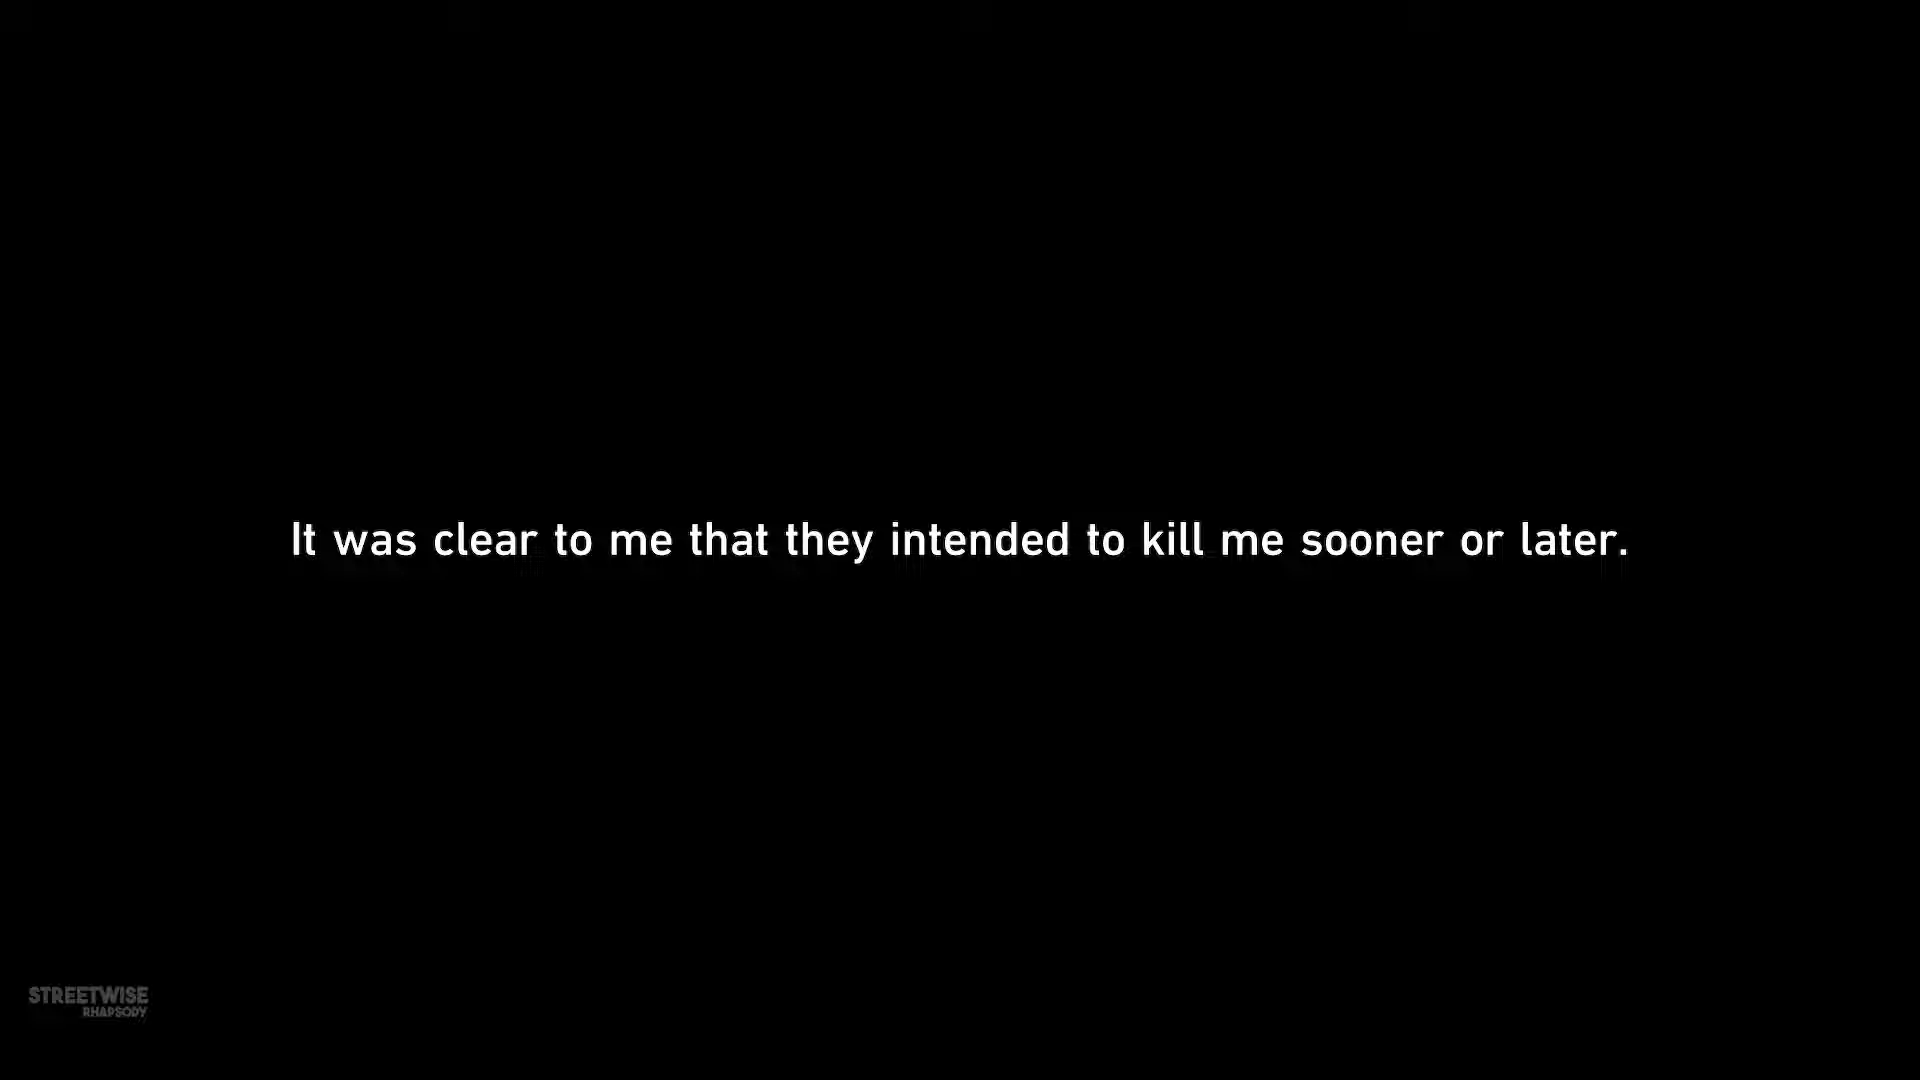 It was clear to me that they intended to kill me sooner or later.
STREETWISE
RHAPSODY